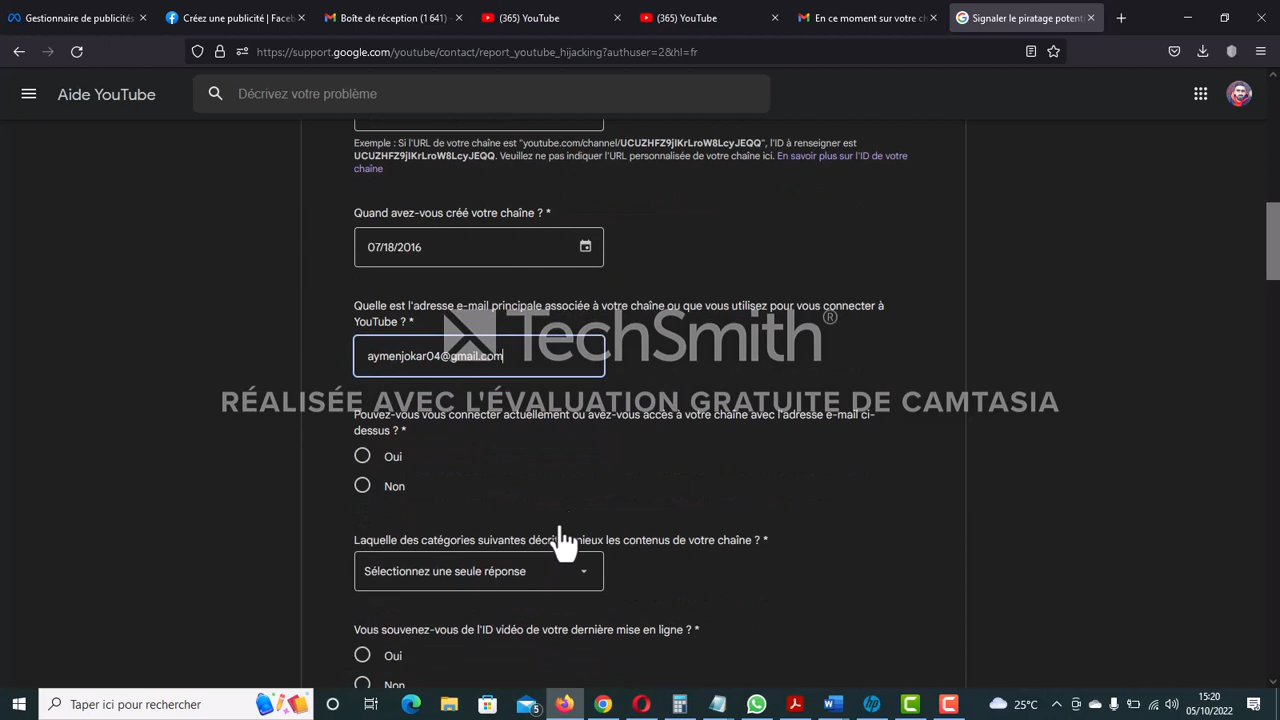 Gestionnaire de publicités
Créez une publicité | Faceb
Boîte de réception (1 641) –
(365) YouTube
(365) YouTube
En ce moment sur votre ch
Signaler le piratage potent
https://support.google.com/youtube/contact/report_youtube_hijacking?authuser=2&hl=fr
Aide YouTube
Décrivez votre problème
Exemple : Si l'URL de votre chaîne est "youtube.com/channel/UCUZHFZ9jIKrLroW8LcyJEQQ", l'ID à renseigner est
UCUZHFZ9jIKrLroW8LcyJEQQ. Veuillez ne pas indiquer l'URL personnalisée de votre chaîne ici. En savoir plus sur l'ID de votre
chaîne
Quand avez-vous créé votre chaîne ? *
07/18/2016
Quelle est l'adresse e-mail principale associée à votre chaîne ou que vous utilisez pour vous connecter à
YouTube ? *
TechSmith®
aymenjokar04@gmail.com
RÉALISÉE AVEC L'ÉVALUATION GRATUITE DE CAMTASIA
Pouvez-vous vous connecter actuellement ou avez-vous accès à votre chaîne avec l'adresse e-mail ci-
dessus ? *
Oui
Non
Laquelle des catégories suivantes décrit mieux les contenus de votre chaîne ? *
Sélectionnez une seule réponse
Vous souvenez-vous de l'ID vidéo de votre dernière mise en ligne ? *
Oui
Non
Taper ici pour rechercher
5
25°C
15:20
05/10/2022